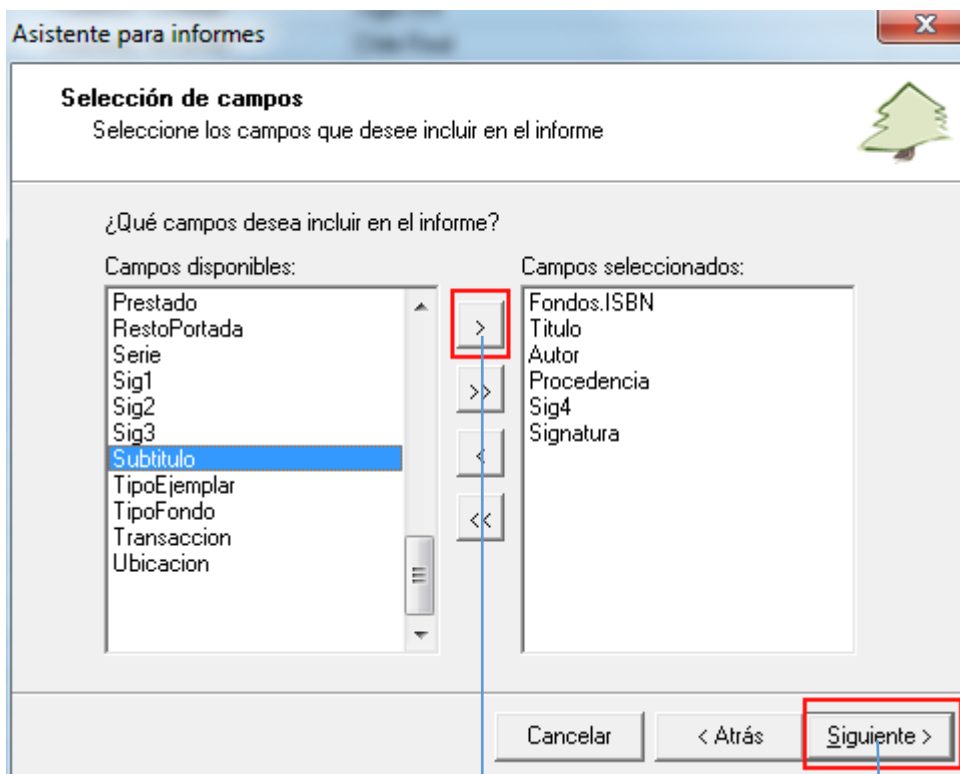 Asistente para informes
Selección de campos
Seleccione los campos que desee incluir en el informe
¿Qué campos desea incluir en el informe?
Campos disponibles:
Prestado
RestoPortada
Serie
Sig1
Sig2
Sig3
Subtitulo
TipoEjemplar
TipoFondo
Transaccion
Ubicacion
>
>>
<
<<
Campos seleccionados:
Fondos.ISBN
Titulo
Autor
Procedencia
Sig4
Signatura
Cancelar
< Atrás
Siguiente >